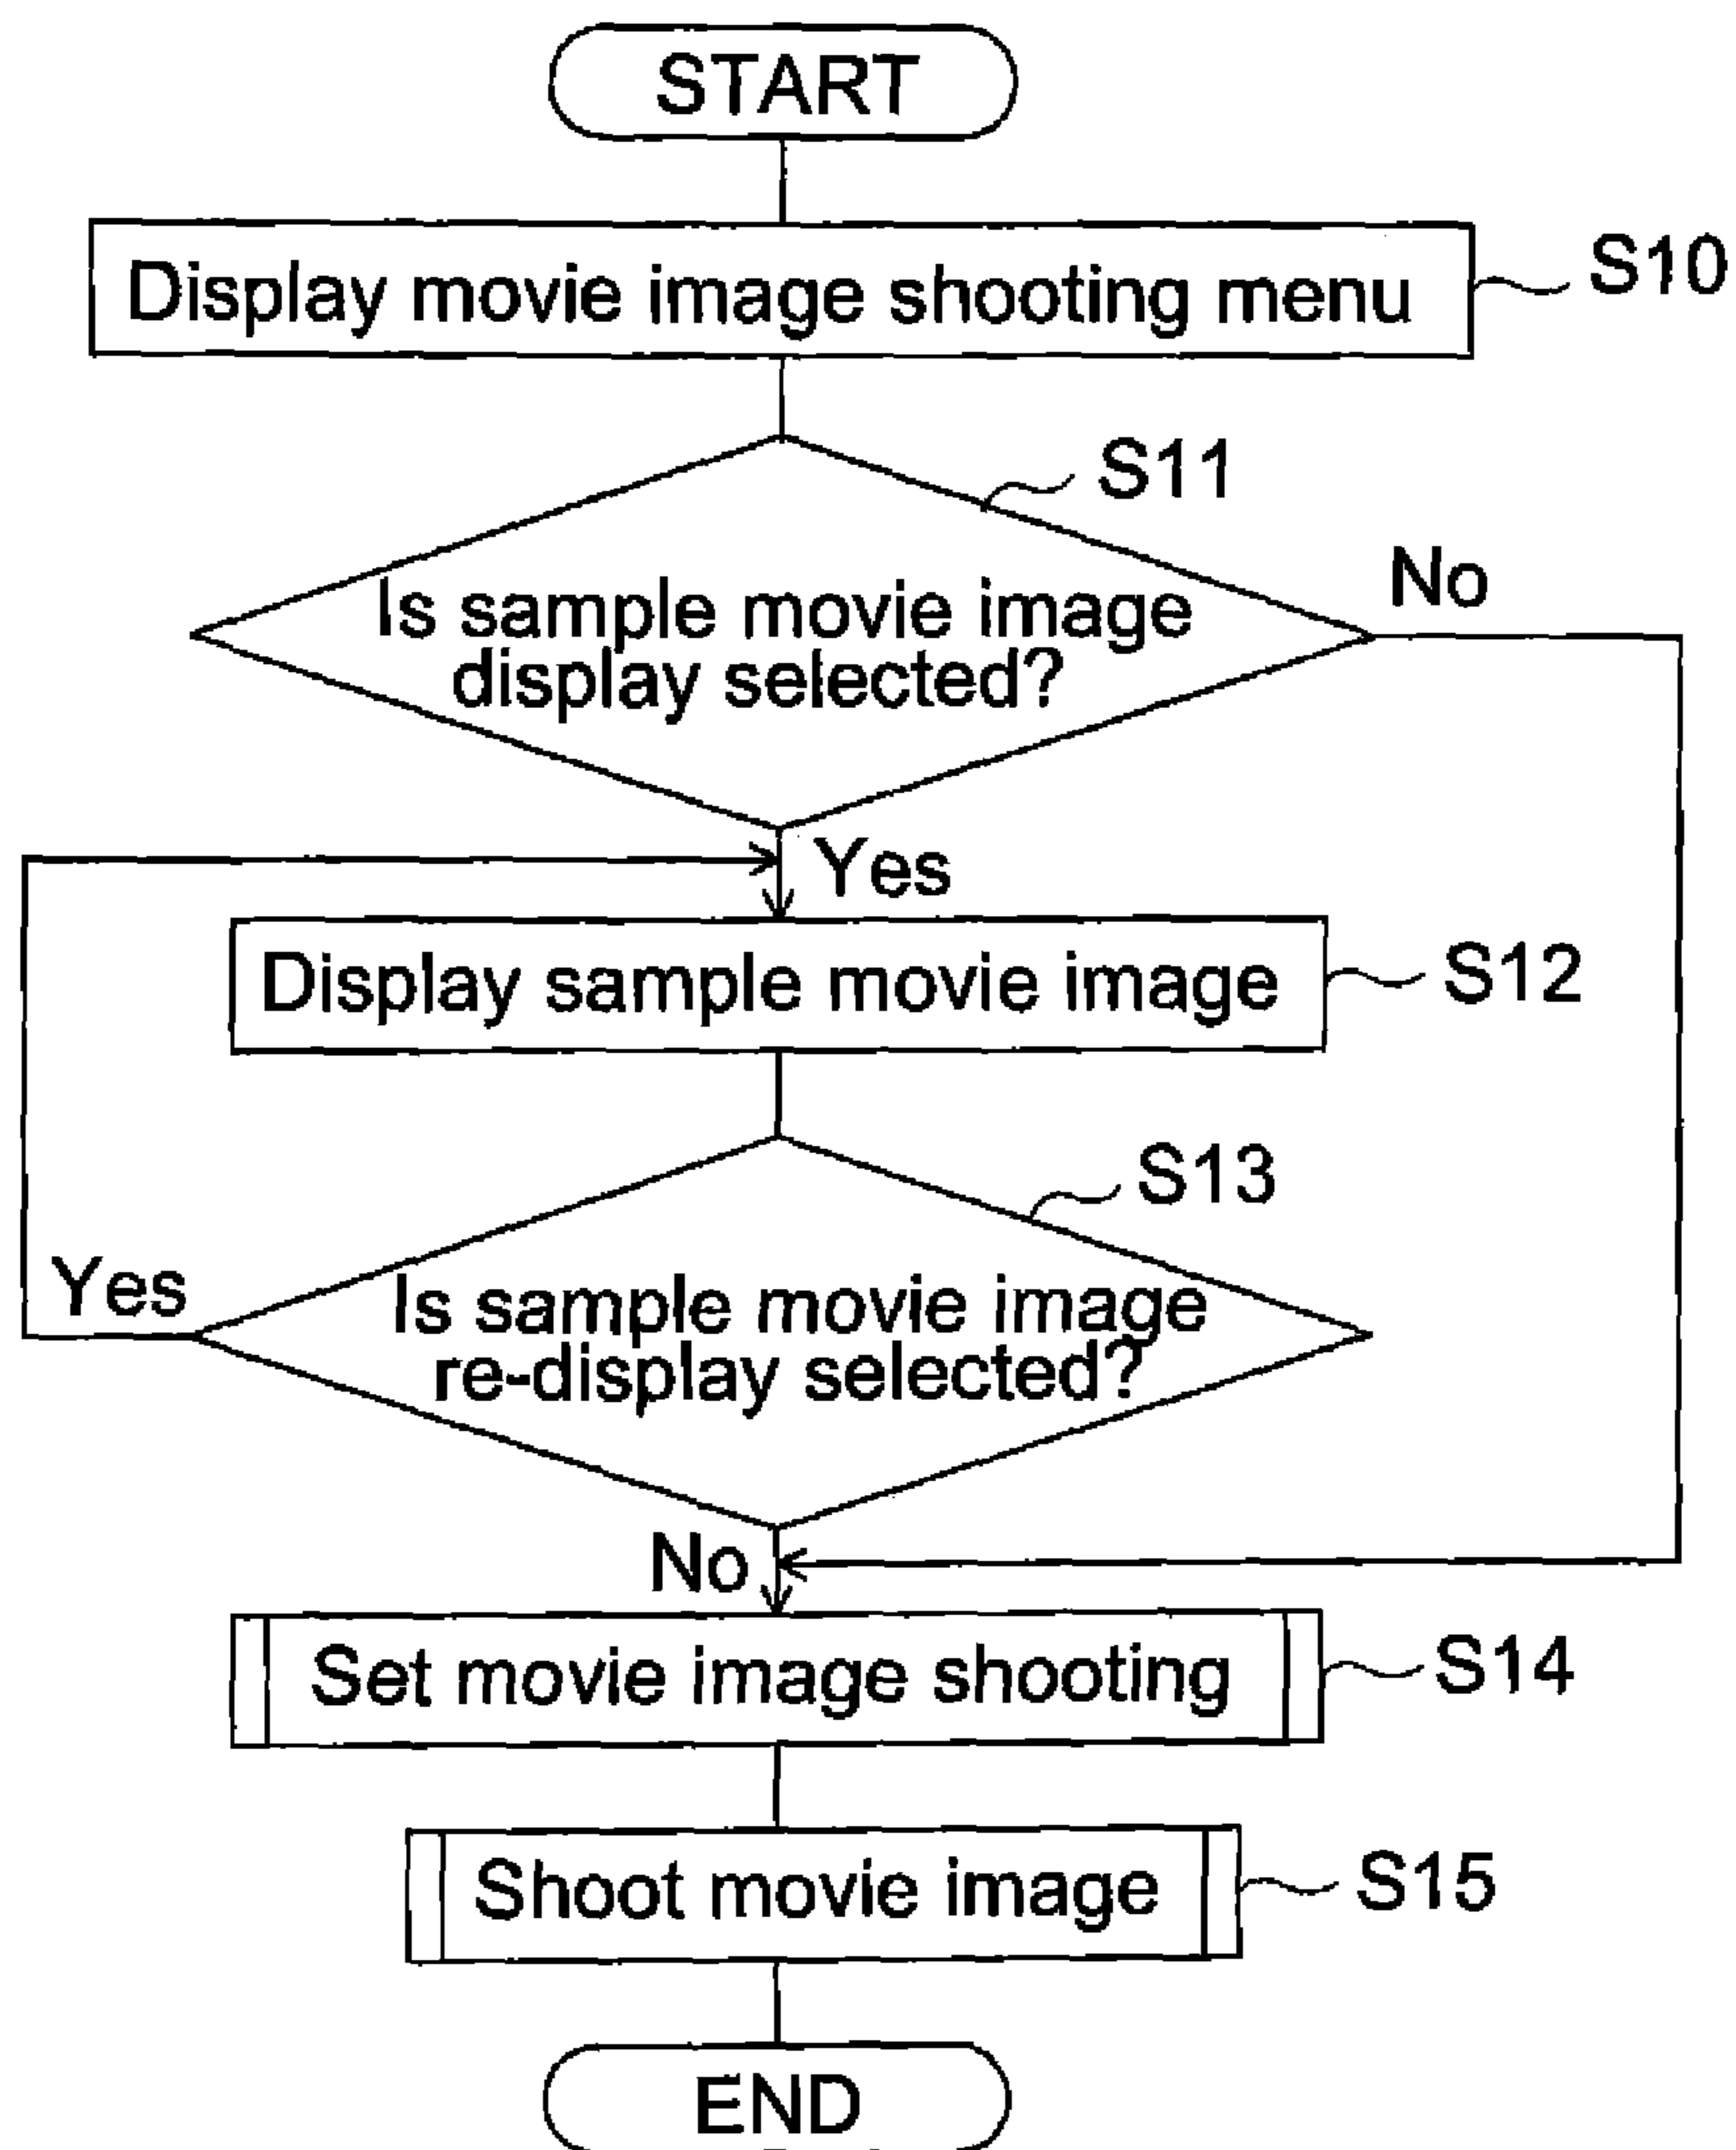 START
Display movie image shooting menu
S10
S11
Is sample movie image
display selected?
No
Yes
Display sample movie image
S12
S13
Yes
Is sample movie image
re-display selected?
No
Set movie image shooting
S14
Shoot movie image
S15
END